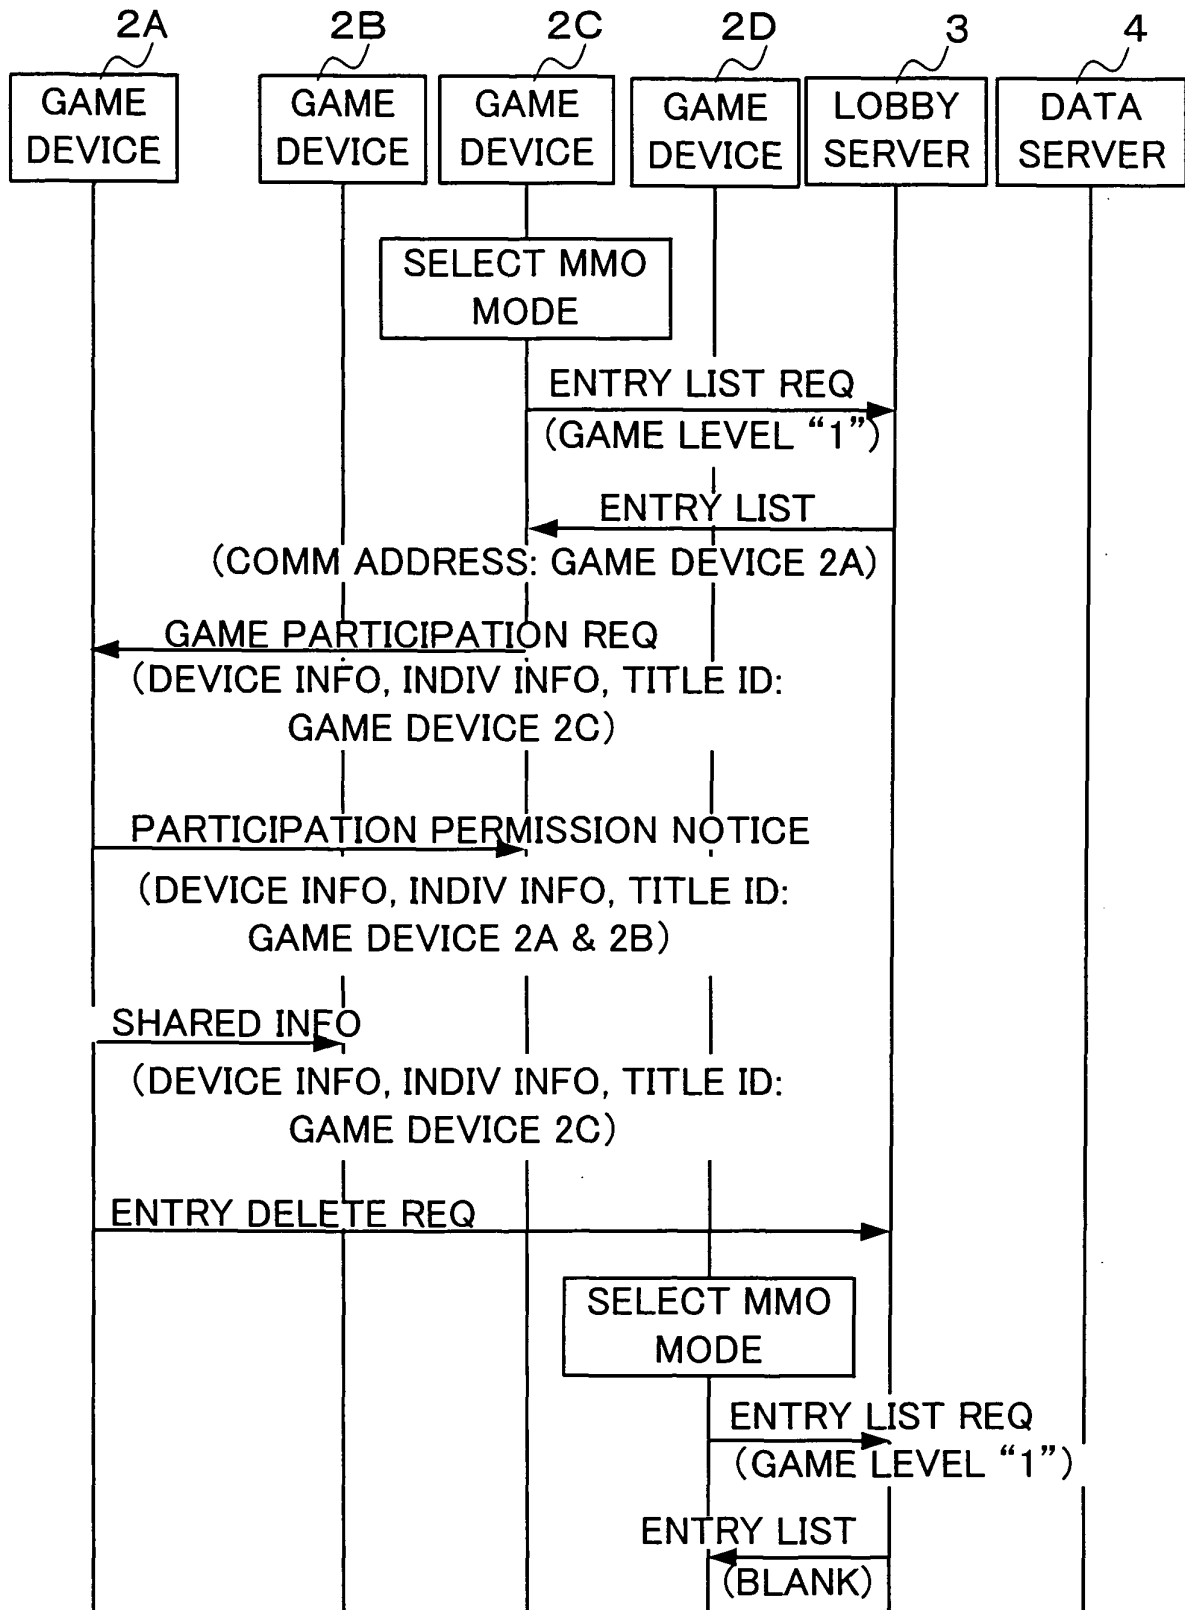 2A 2B 2C 2D 3 4
GAME DEVICE
GAME DEVICE
GAME DEVICE
GAME DEVICE
LOBBY SERVER
DATA SERVER
SELECT MMO
MODE
ENTRY LIST REQ
(GAME LEVEL “1”)
ENTRY LIST
(COMM ADDRESS: GAME DEVICE 2A)
GAME PARTICIPATION REQ
(DEVICE INFO, INDIV INFO, TITLE ID:
GAME DEVICE 2C)
PARTICIPATION PERMISSION NOTICE
(DEVICE INFO, INDIV INFO, TITLE ID:
GAME DEVICE 2A & 2B)
SHARED INFO
(DEVICE INFO, INDIV INFO, TITLE ID:
GAME DEVICE 2C)
ENTRY DELETE REQ
SELECT MMO
MODE
ENTRY LIST REQ
(GAME LEVEL “1”)
ENTRY LIST
(BLANK)